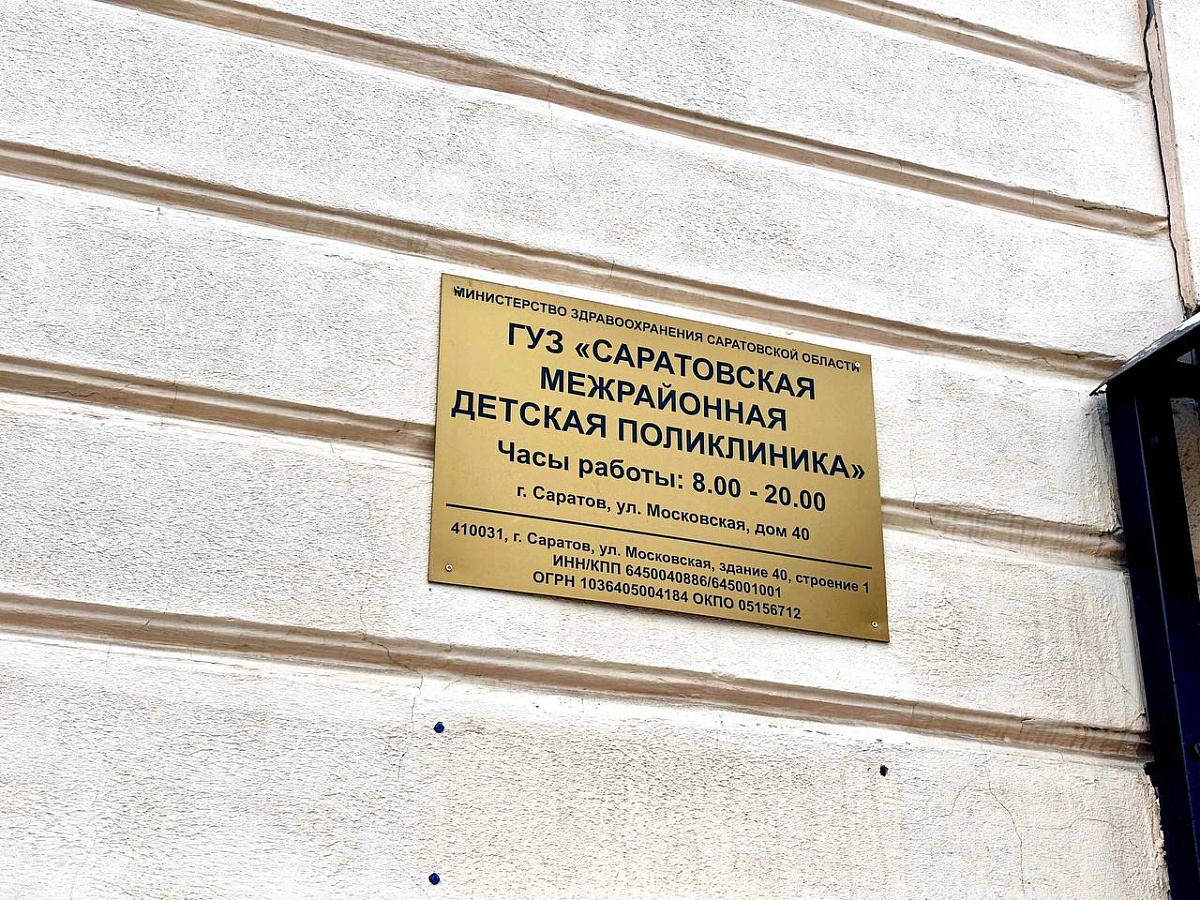 МИНИСТЕРСТВО ЗДРАВООХРАНЕНИЯ САРАТОВСКОЙ ОБЛАСТИ
ГУЗ «САРАТОВСКАЯ
МЕЖРАЙОННАЯ
ДЕТСКАЯ ПОЛИКЛИНИКА»
Часы работы: 8.00 - 20.00
г. Саратов, ул. Московская, дом 40
410031, г. Саратов, ул. Московская, здание 40, строение 1
ИНН/КПП 6450040886/645001001
ОГРН 1036405004184 ОКПО 05156712